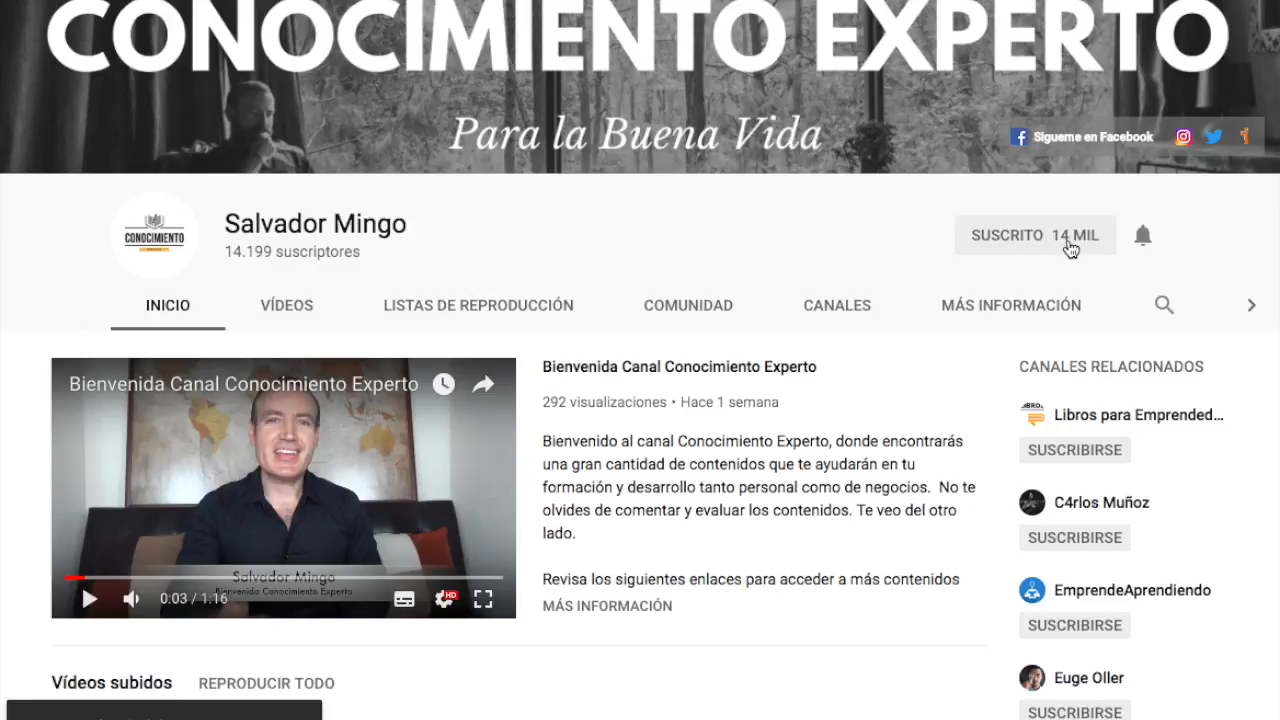 CONOCIMIENTO EXPERTO
Para la Buena Vida
Sigueme en Facebook
CONOCIMIENTO
Salvador Mingo
14.199 suscriptores
SUSCRITO 14 MIL
INICIO
VÍDEOS
LISTAS DE REPRODUCCIÓN
COMUNIDAD
CANALES
MÁS INFORMACIÓN
Bienvenida Canal Conocimiento Experto
Salvador Mingo
Bienvenida Conocimiento Experto
0:03 / 1:16
HD
Bienvenida Canal Conocimiento Experto
292 visualizaciones • Hace 1 semana
Bienvenido al canal Conocimiento Experto, donde encontrarás
una gran cantidad de contenidos que te ayudarán en tu
formación y desarrollo tanto personal como de negocios. No te
olvides de comentar y evaluar los contenidos. Te veo del otro
lado.
Revisa los siguientes enlaces para acceder a más contenidos
MÁS INFORMACIÓN
CANALES RELACIONADOS
Libros para Emprended...
SUSCRIBIRSE
C4rlos Muñoz
SUSCRIBIRSE
EmprendeAprendiendo
SUSCRIBIRSE
Euge Oller
SUSCRIBIRSE
Vídeos subidos
REPRODUCIR TODO